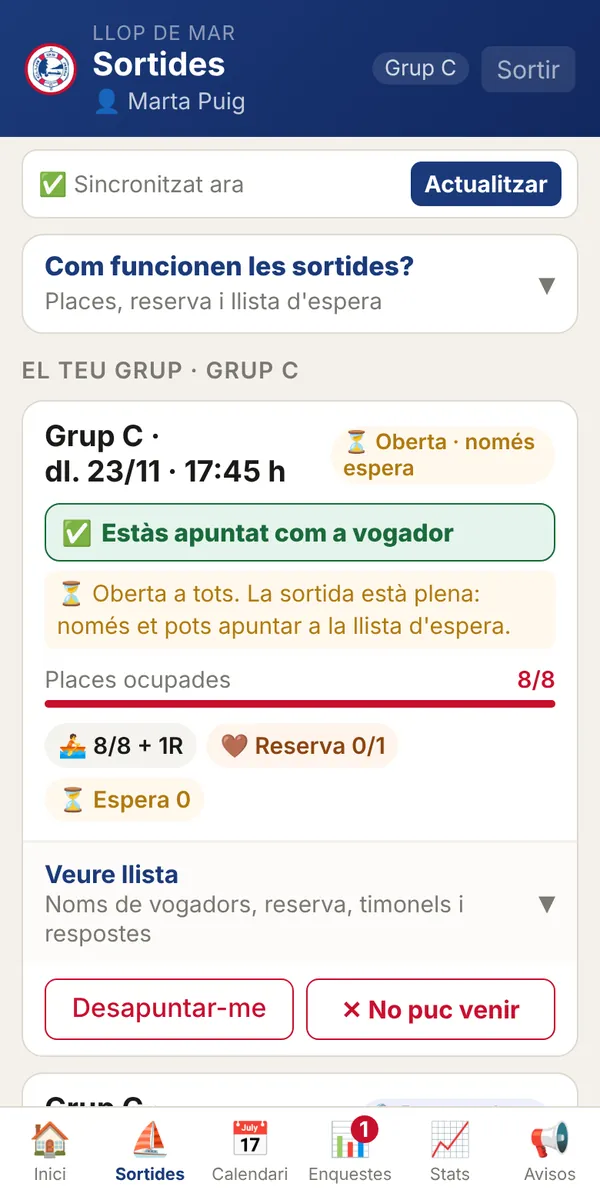 LLOP DE MAR
Sortides
👤 Marta Puig
Grup C
Sortir
✅ Sincronitzat ara
Actualitzar
Com funcionen les sortides?
Places, reserva i llista d'espera
▼
EL TEU GRUP · GRUP C
Grup C ·
dl. 23/11 · 17:45 h
⏳ Oberta · només
espera
✅ Estàs apuntat com a vogador
⏳ Oberta a tots. La sortida està plena:
només et pots apuntar a la llista d'espera.
Places ocupades
8/8
🚣 8/8 + 1R
🤎 Reserva 0/1
⏳ Espera 0
Veure llista
Noms de vogadors, reserva, timonels i
respostes
▼
Desapuntar-me
✕ No puc venir
Grup C ·
Inici
Sortides
July
17
Calendari
1
Enquestes
Stats
Avisos